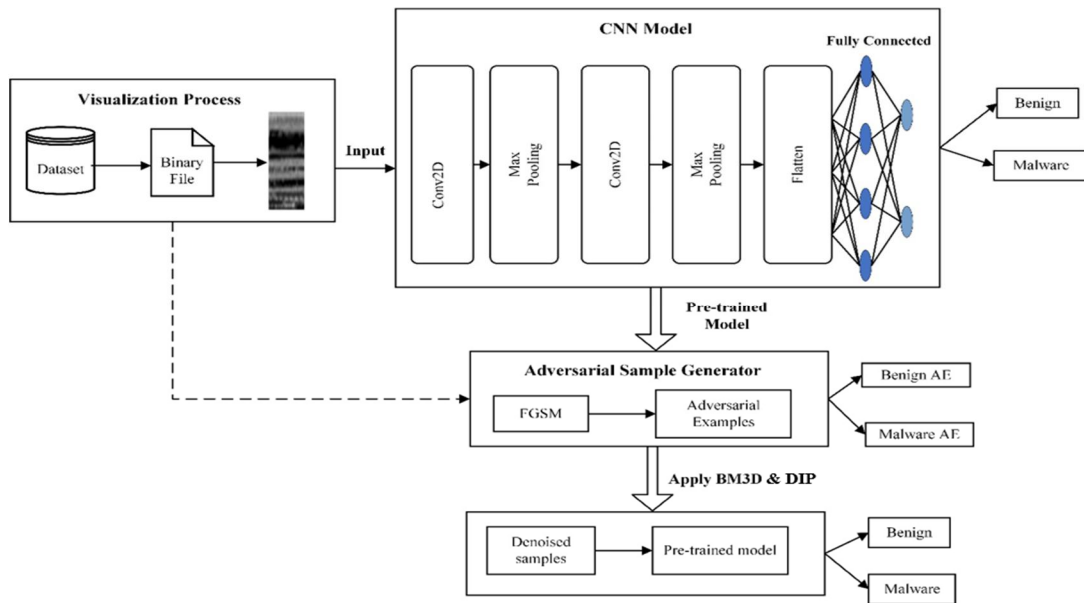 CNN Model
Fully Connected
Visualization Process
Dataset
Binary
File
Input
Conv2D
Max
Pooling
Conv2D
Max
Pooling
Flatten
Benign
Malware
Pre-trained
Model
Adversarial Sample Generator
FGSM
Adversarial
Examples
Benign AE
Malware AE
Apply BM3D & DIP
Denoised
samples
Pre-trained model
Benign
Malware